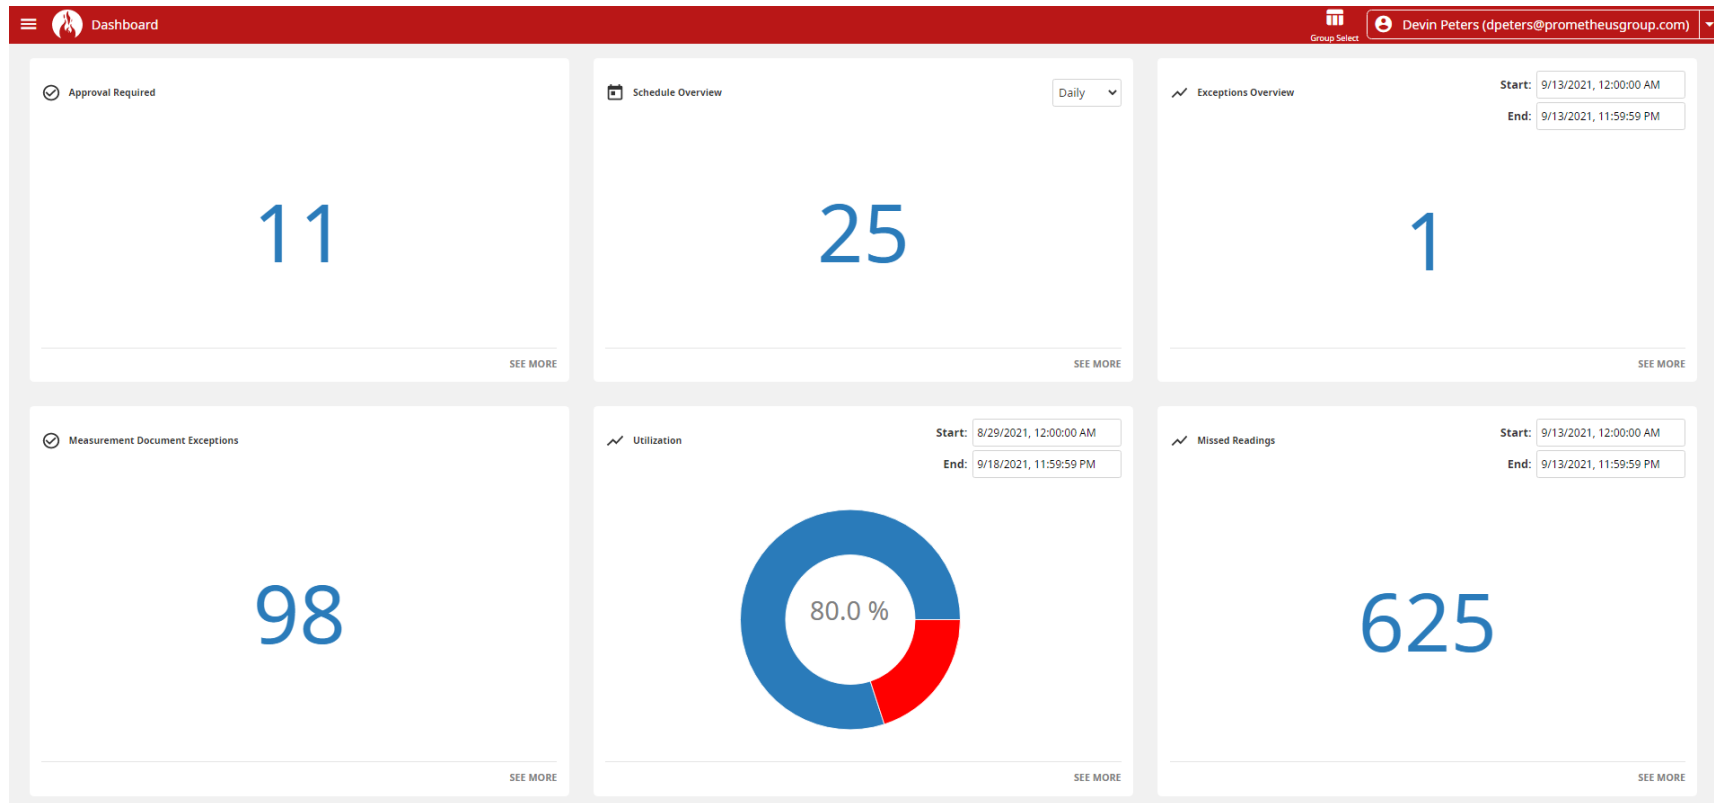 Dashboard
Group Select
Devin Peters (dpeters@prometheusgroup.com)
Approval Required
11
SEE MORE
Schedule Overview
Daily
25
SEE MORE
Exceptions Overview
Start: 9/13/2021, 12:00:00 AM
End: 9/13/2021, 11:59:59 PM
1
SEE MORE
Measurement Document Exceptions
98
SEE MORE
Utilization
Start: 8/29/2021, 12:00:00 AM
End: 9/18/2021, 11:59:59 PM
80.0 %
SEE MORE
Missed Readings
Start: 9/13/2021, 12:00:00 AM
End: 9/13/2021, 11:59:59 PM
625
SEE MORE